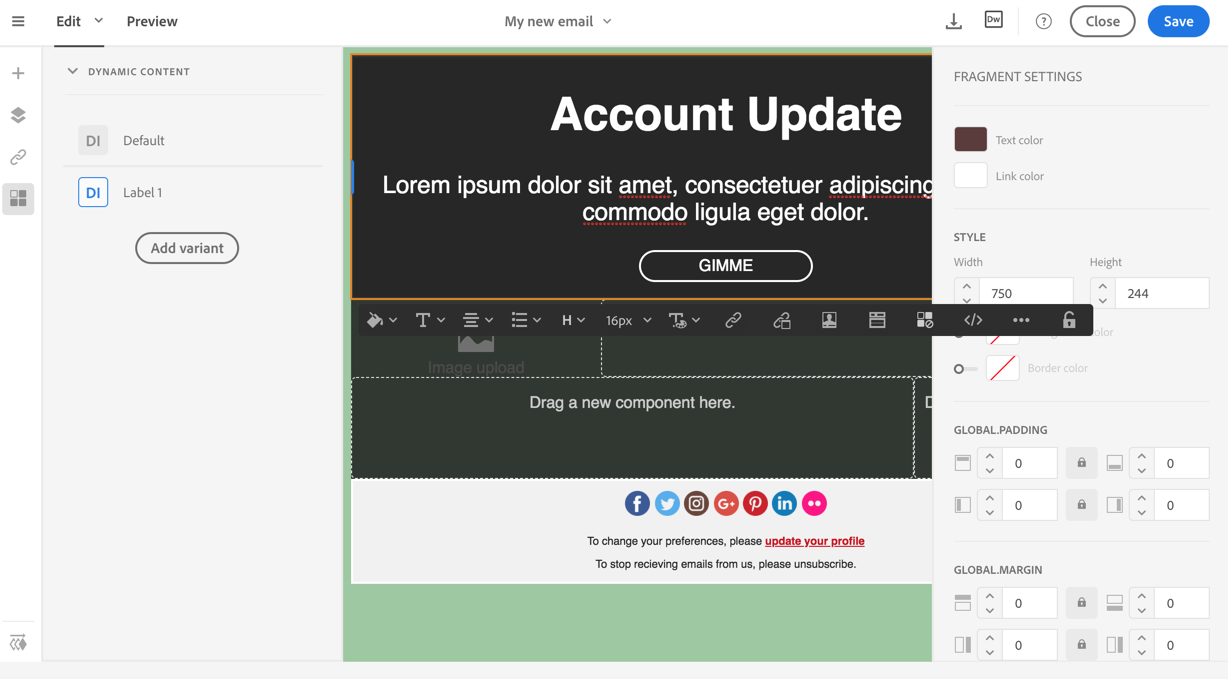 Edit
Preview
My new email
Dw
?
Close
Save
DYNAMIC CONTENT
DI Default
DI Label 1
Add variant
Account Update
Lorem ipsum dolor sit amet, consectetuer adipiscing
commodo ligula eget dolor.
GIMME
H
16px
</>
Image upload
Drag a new component here.
D
To change your preferences, please update your profile
To stop recieving emails from us, please unsubscribe.
FRAGMENT SETTINGS
Text color
Link color
STYLE
Width Height
750 244
Border color
GLOBAL.PADDING
0 0
0 0
GLOBAL.MARGIN
0 0
0 0